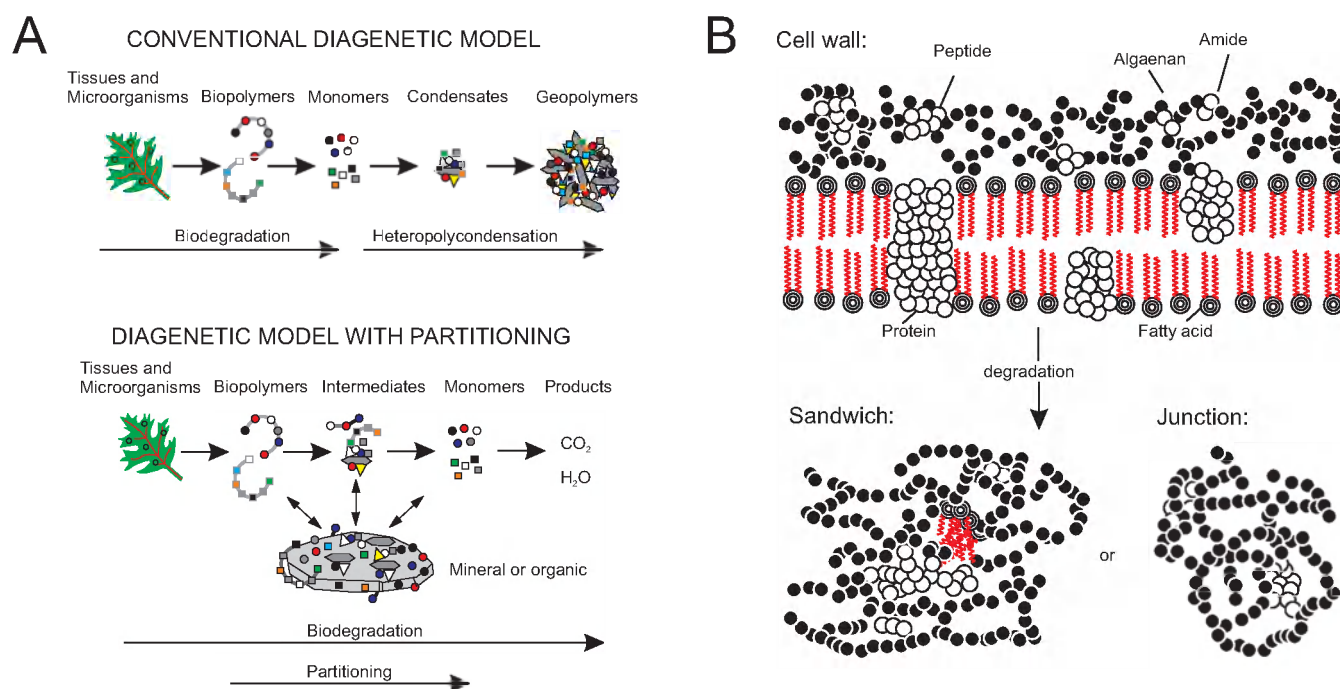 A
CONVENTIONAL DIAGENETIC MODEL
Tissues and
Microorganisms
Biopolymers
Monomers
Condensates
Geopolymers
Biodegradation
Heteropolycondensation
DIAGENETIC MODEL WITH PARTITIONING
Tissues and
Microorganisms
Biopolymers
Intermediates
Monomers
Products
CO₂
H₂O
Mineral or organic
Biodegradation
Partitioning
B
Cell wall:
Peptide
Algaenan
Amide
Protein
Fatty acid
degradation
Sandwich:
Junction:
or